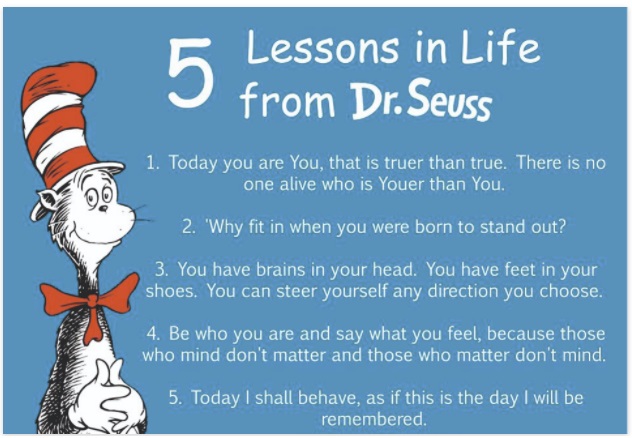 5 Lessons in Life
from Dr. Seuss
1. Today you are You, that is truer than true. There is no
one alive who is Youer than You.
2. 'Why fit in when you were born to stand out?
3. You have brains in your head. You have feet in your
shoes. You can steer yourself any direction you choose.
4. Be who you are and say what you feel, because those
who mind don't matter and those who matter don't mind.
5. Today I shall behave, as if this is the day I will be
remembered.